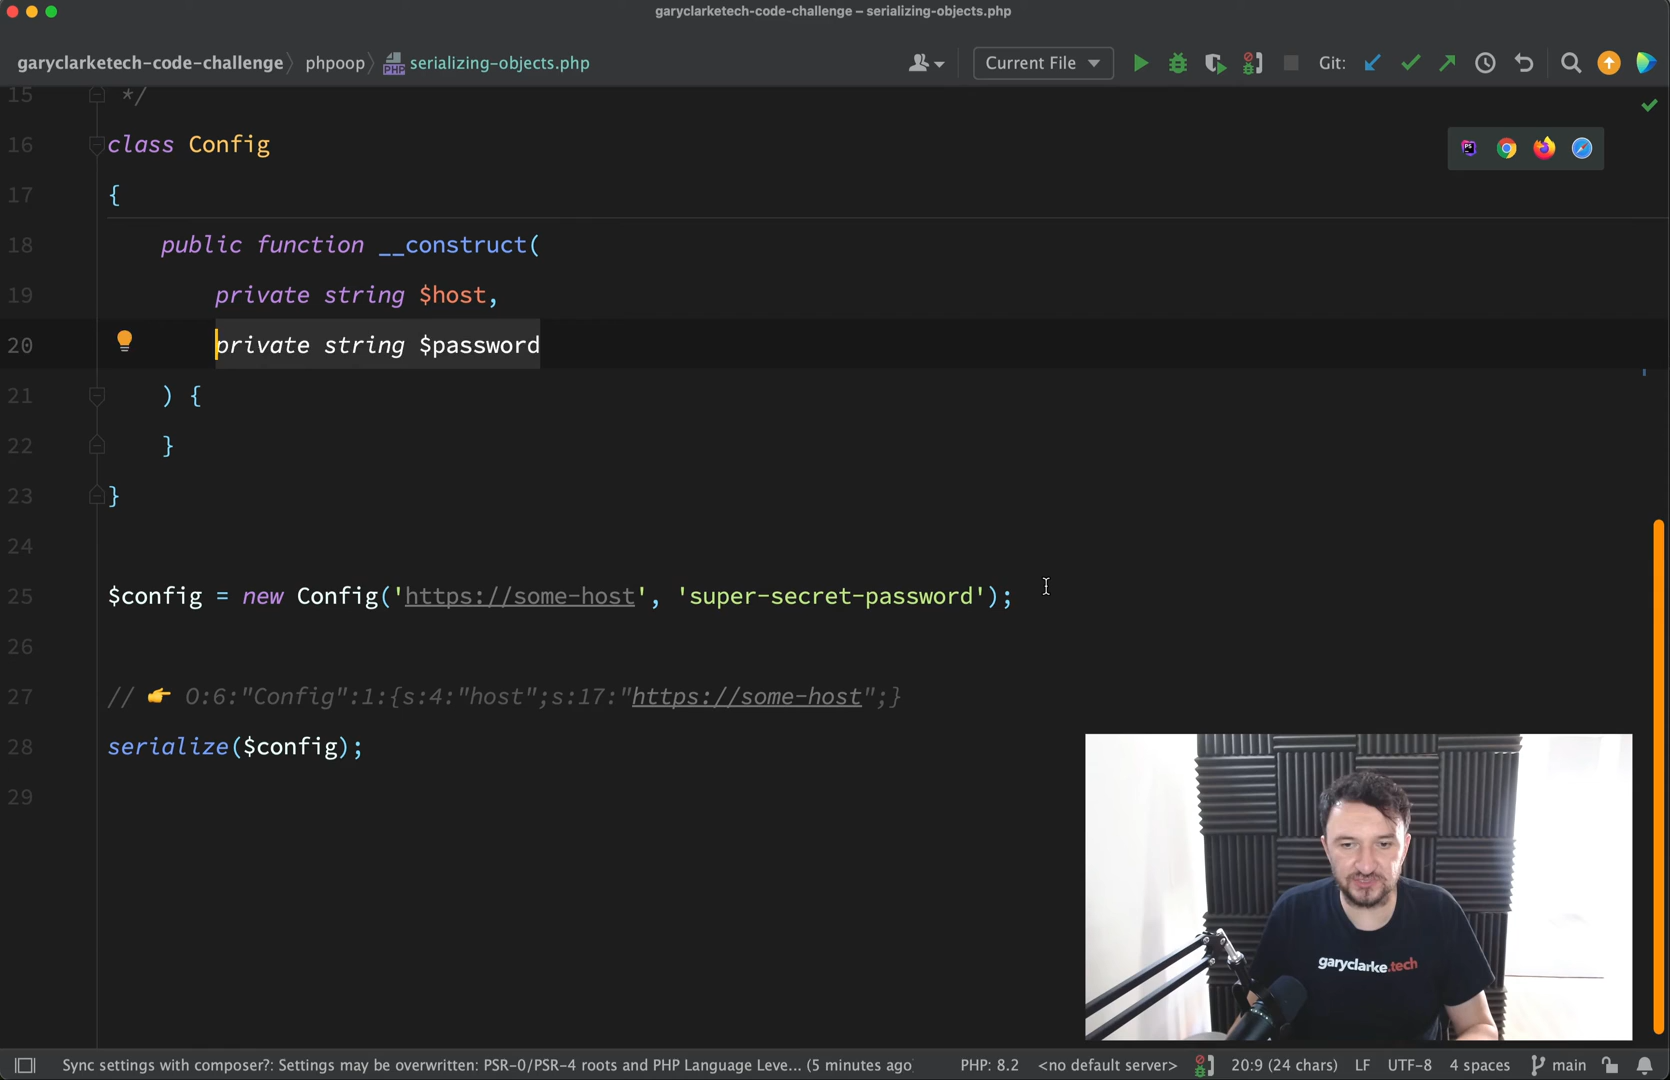 garyclarketech-code-challenge – serializing-objects.php
garyclarketech-code-challenge phpoop serializing-objects.php Current File Git:
15 */
16 class Config
17 {
18 public function __construct(
19 private string $host,
20 private string $password
21 ) {
22 }
23 }
24
25 $config = new Config('https://some-host', 'super-secret-password');
26
27 // 👉 O:6:"Config":1:{s:4:"host";s:17:"https://some-host";}
28 serialize($config);
29
garyclarke.tech
Sync settings with composer?: Settings may be overwritten: PSR-0/PSR-4 roots and PHP Language Leve... (5 minutes ago) PHP: 8.2 <no default server> 20:9 (24 chars) LF UTF-8 4 spaces main